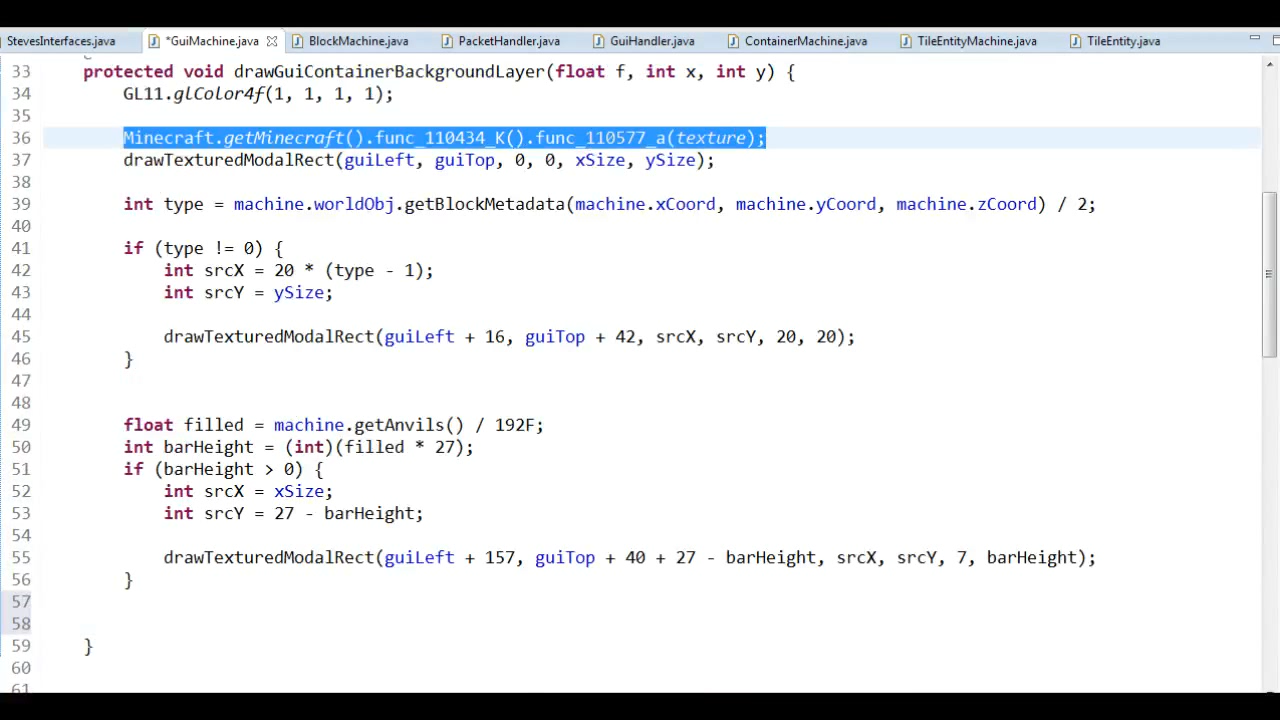 StevesInterfaces.java *GuiMachine.java BlockMachine.java PacketHandler.java GuiHandler.java ContainerMachine.java TileEntityMachine.java TileEntity.java
33 protected void drawGuiContainerBackgroundLayer(float f, int x, int y) {
34 GL11.glColor4f(1, 1, 1, 1);
35
36 Minecraft.getMinecraft().func_110434_K().func_110577_a(texture);
37 drawTexturedModalRect(guiLeft, guiTop, 0, 0, xSize, ySize);
38
39 int type = machine.worldObj.getBlockMetadata(machine.xCoord, machine.yCoord, machine.zCoord) / 2;
40
41 if (type != 0) {
42 int srcX = 20 * (type - 1);
43 int srcY = ySize;
44
45 drawTexturedModalRect(guiLeft + 16, guiTop + 42, srcX, srcY, 20, 20);
46 }
47
48
49 float filled = machine.getAnvils() / 192F;
50 int barHeight = (int)(filled * 27);
51 if (barHeight > 0) {
52 int srcX = xSize;
53 int srcY = 27 - barHeight;
54
55 drawTexturedModalRect(guiLeft + 157, guiTop + 40 + 27 - barHeight, srcX, srcY, 7, barHeight);
56 }
57
58
59 }
60
61